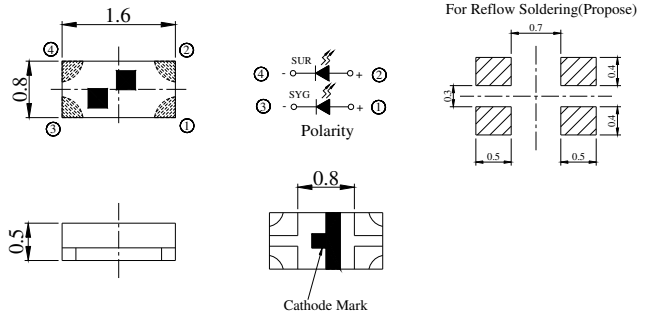 For Reflow Soldering(Propose)
1.6
0.7
4
2
SUR
4 - + 2
0.8
0.4
SYG
3 - + 1
0.3
Polarity
0.4
3
1
0.5 0.5
0.8
0.5
Cathode Mark